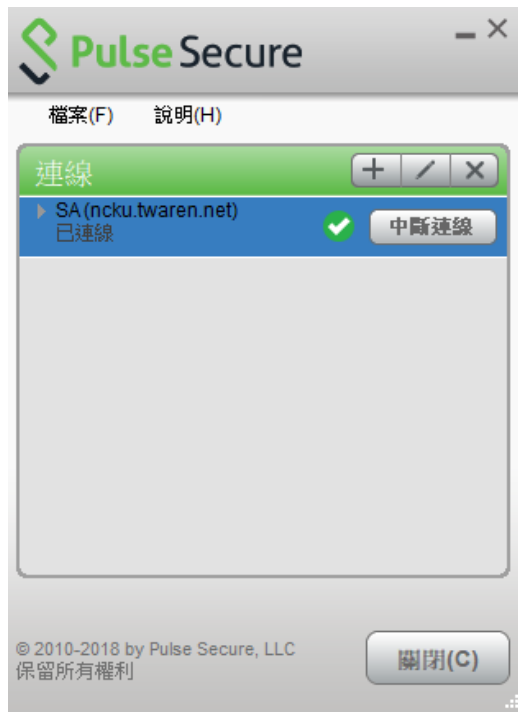 Pulse Secure
檔案(F) 說明(H)
連線
SA (ncku.twaren.net)
已連線
中斷連線
© 2010-2018 by Pulse Secure, LLC
保留所有權利
關閉(C)